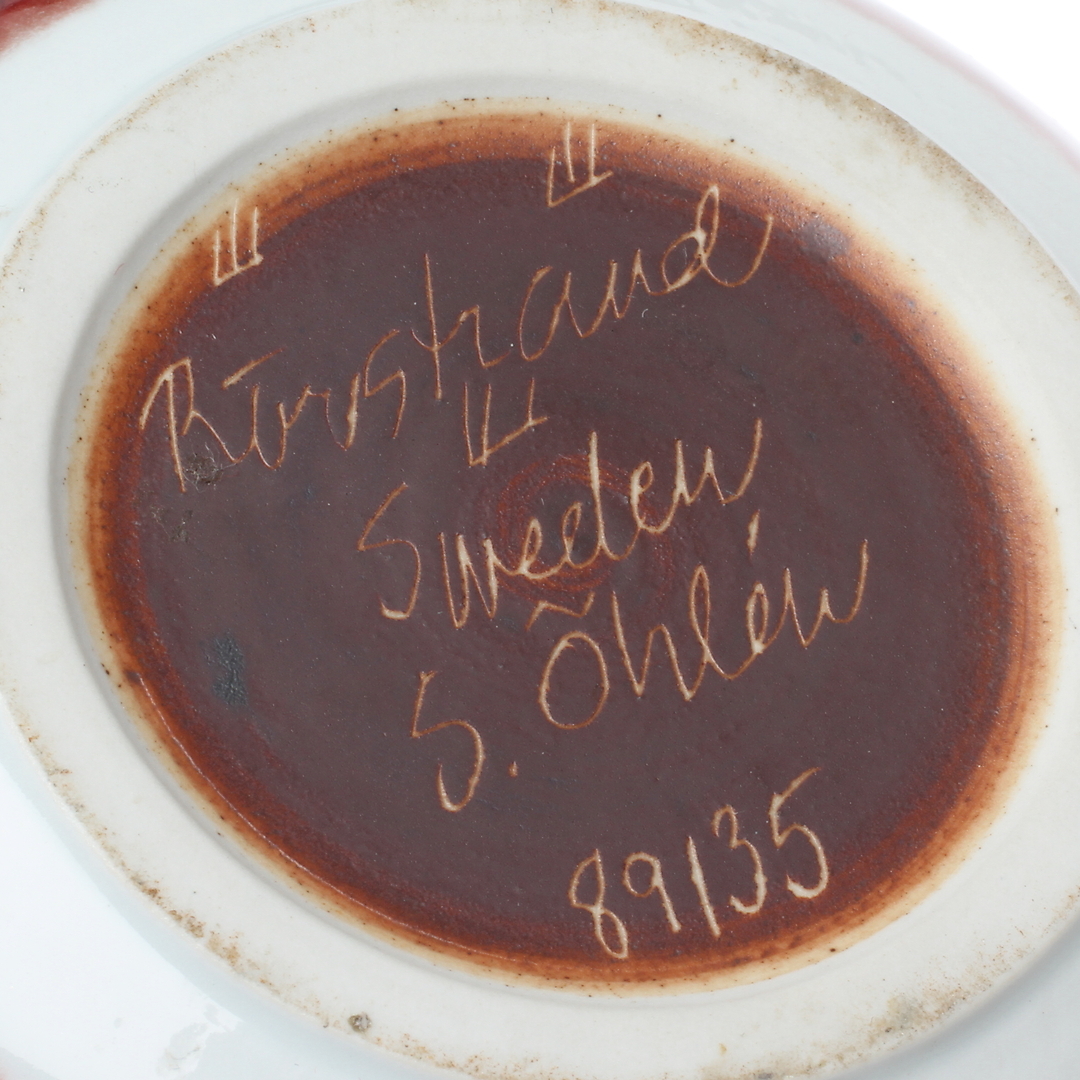 Rörstrand
Sweden
S. Öhlén
89135